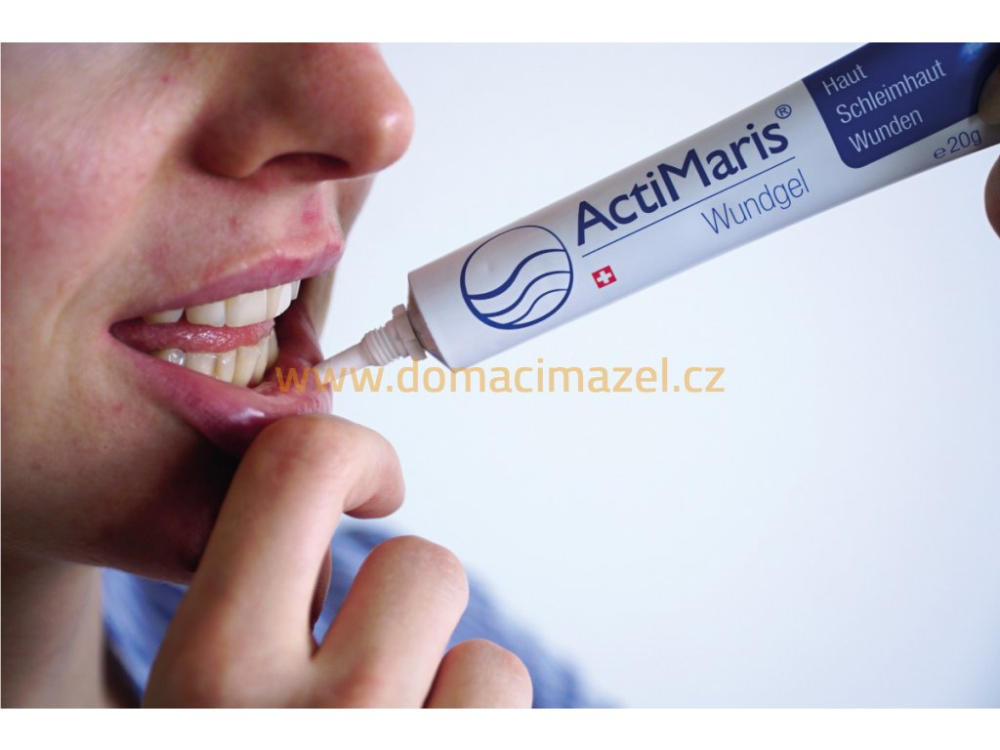 Haut
Schleimhaut
Wunden
ActiMaris®
Wundgel
℮20g
www.domacimazel.cz